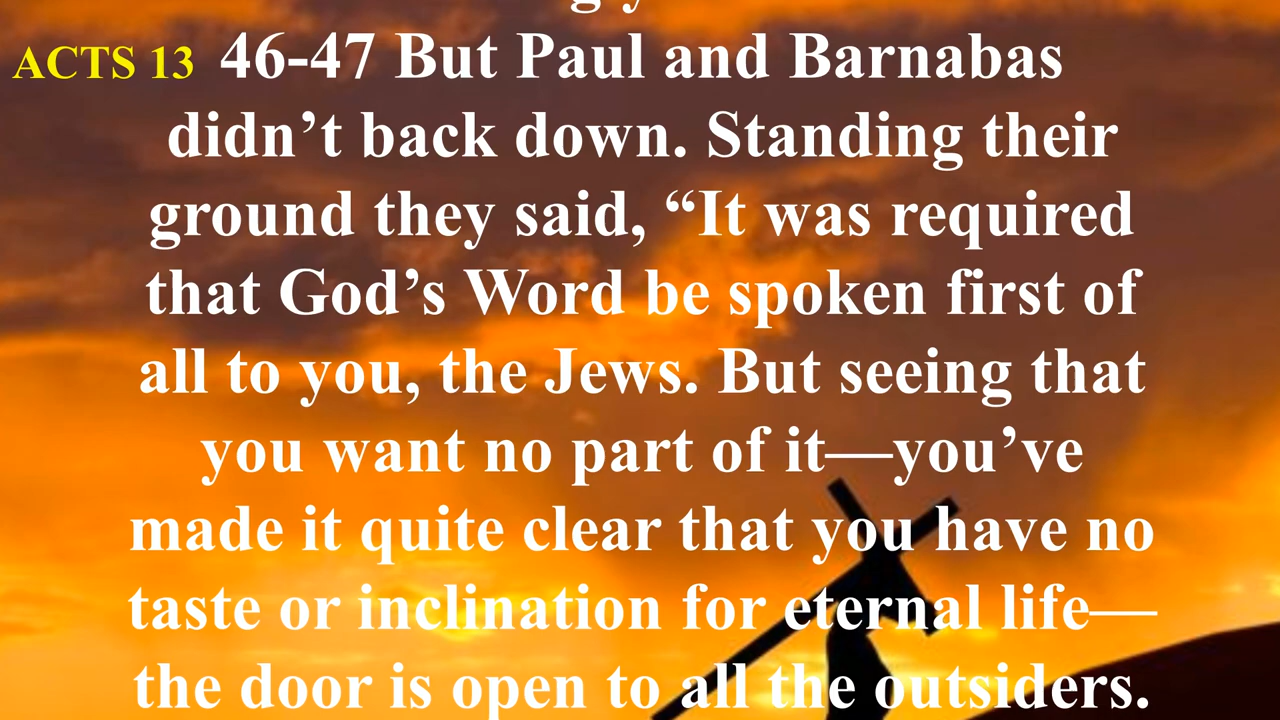 ACTS 13 46-47 But Paul and Barnabas
didn’t back down. Standing their
ground they said, “It was required
that God’s Word be spoken first of
all to you, the Jews. But seeing that
you want no part of it—you’ve
made it quite clear that you have no
taste or inclination for eternal life—
the door is open to all the outsiders.